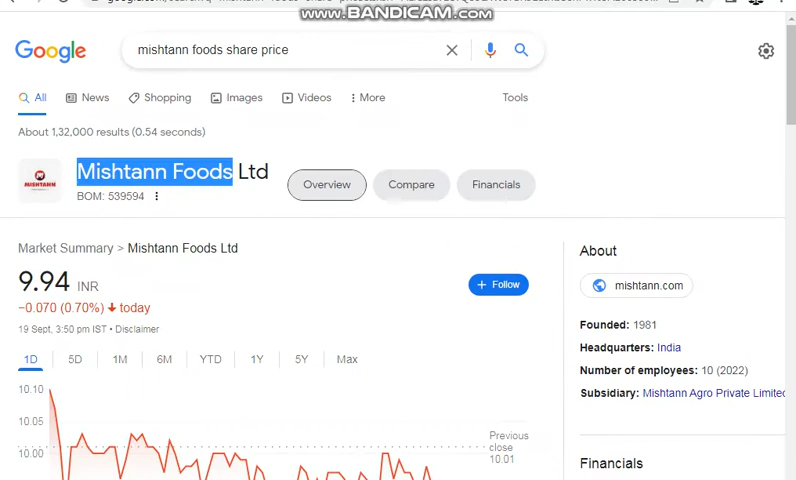 www.BANDICAM.com
Google
mishtann foods share price
All News Shopping Images Videos More Tools
About 1,32,000 results (0.54 seconds)
MISHTANN
Mishtann Foods Ltd
BOM: 539594
Overview Compare Financials
Market Summary > Mishtann Foods Ltd
9.94 INR
+ Follow
−0.070 (0.70%) today
19 Sept, 3:50 pm IST • Disclaimer
1D 5D 1M 6M YTD 1Y 5Y Max
10.10
10.05
10.00
Previous
close
10.01
About
mishtann.com
Founded: 1981
Headquarters: India
Number of employees: 10 (2022)
Subsidiary: Mishtann Agro Private Limited
Financials